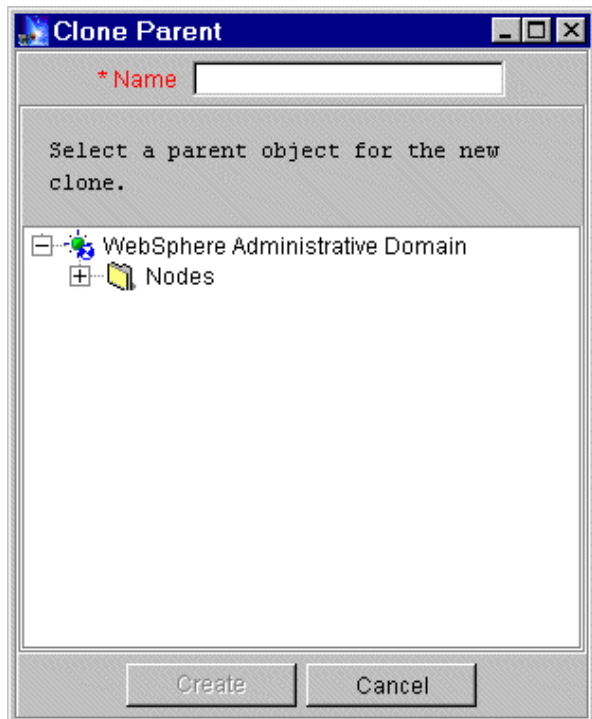 Clone Parent
* Name
Select a parent object for the new
clone.
WebSphere Administrative Domain
Nodes
Create
Cancel